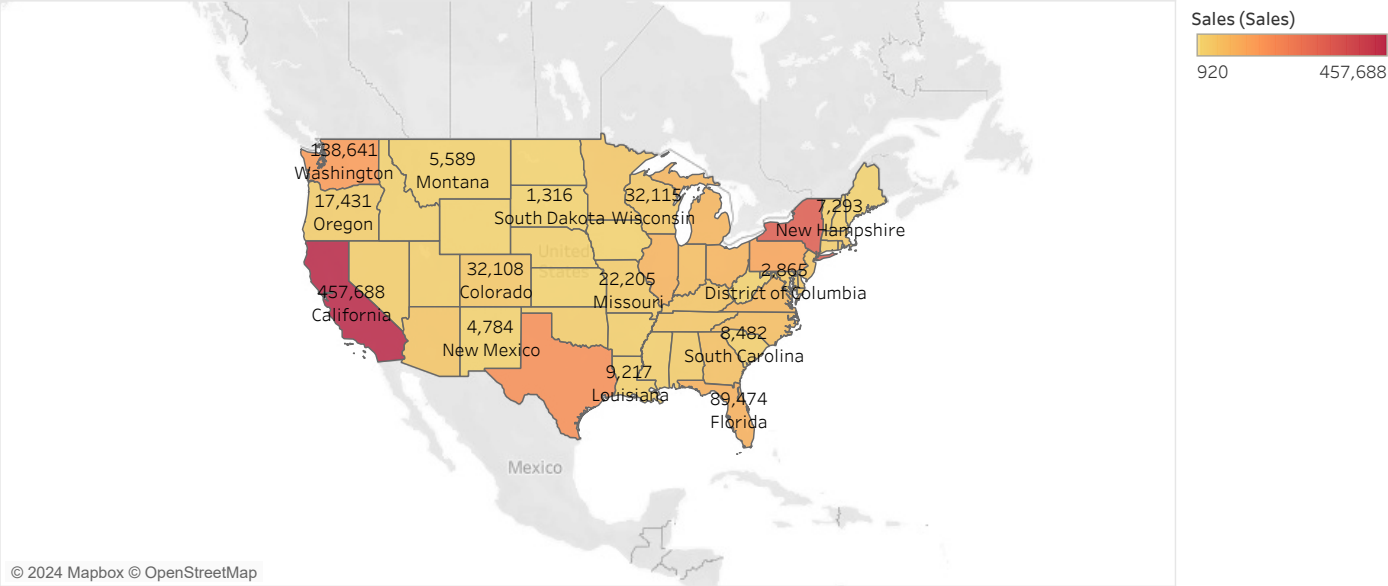 Sales (Sales)
920 457,688
138,641
Washington
5,589
Montana
17,431
Oregon
1,316
South Dakota
32,115
Wisconsin
7,293
New Hampshire
United
States
32,108
Colorado
22,205
Missouri
2,865
District of Columbia
457,688
California
4,784
New Mexico
8,482
South Carolina
9,217
Louisiana
89,474
Florida
Mexico
© 2024 Mapbox © OpenStreetMap